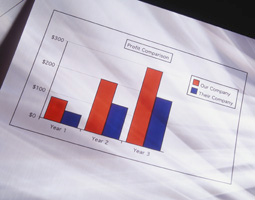 Profit Comparison
$300
$200
$100
$0
Year 1
Year 2
Year 3
Our Company
Their Company